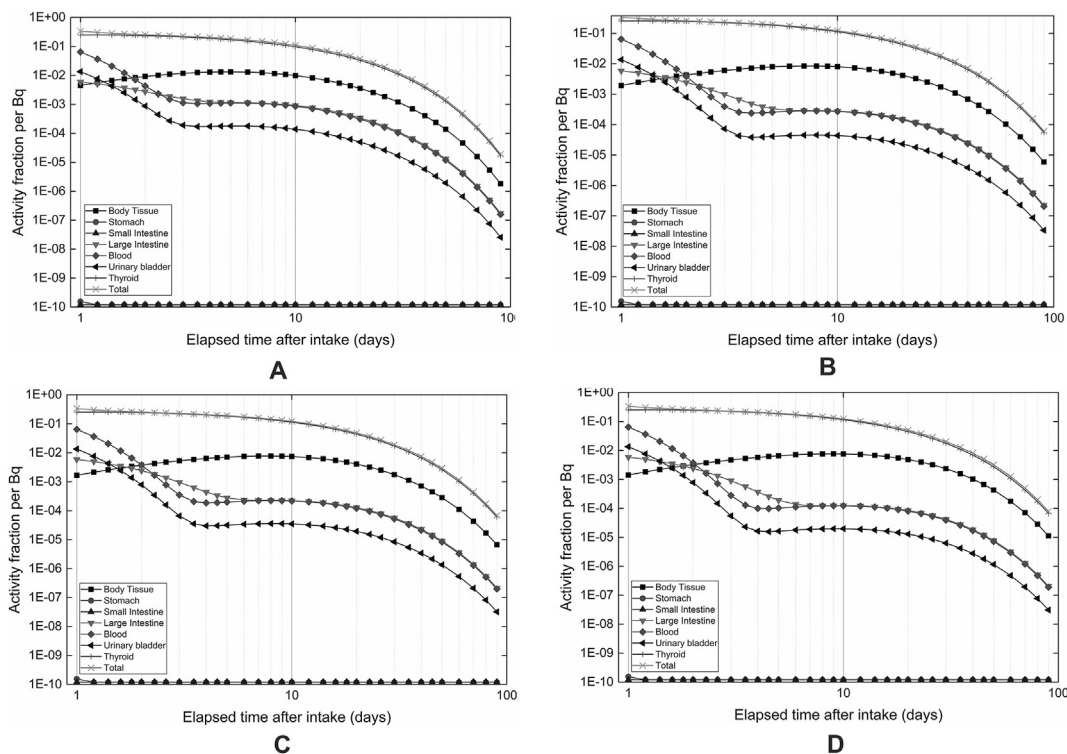 1E+00
1E-01
1E-02
1E-03
1E-04
1E-05
1E-06
1E-07
1E-08
1E-09
1E-10
Activity fraction per Bq
Body Tissue
Stomach
Small Intestine
Large Intestine
Blood
Urinary bladder
Thyroid
Total
1 10 10
Elapsed time after intake (days)
A
1E-01
1E-02
1E-03
1E-04
1E-05
1E-06
1E-07
1E-08
1E-09
1E-10
Activity fraction per Bq
Body Tissue
Stomach
Small Intestine
Large Intestine
Blood
Urinary bladder
Thyroid
Total
1 10 100
Elapsed time after intake (days)
B
1E+00
1E-01
1E-02
1E-03
1E-04
1E-05
1E-06
1E-07
1E-08
1E-09
1E-10
Activity fraction per Bq
Body Tissue
Stomach
Small Intestine
Large Intestine
Blood
Urinary bladder
Thyroid
Total
1 10 100
Elapsed time after intake (days)
C
1E+00
1E-01
1E-02
1E-03
1E-04
1E-05
1E-06
1E-07
1E-08
1E-09
1E-10
Activity fraction per Bq
Body Tissue
Stomach
Small Intestine
Large Intestine
Blood
Urinary bladder
Thyroid
Total
1 10 100
Elapsed time after intake (days)
D